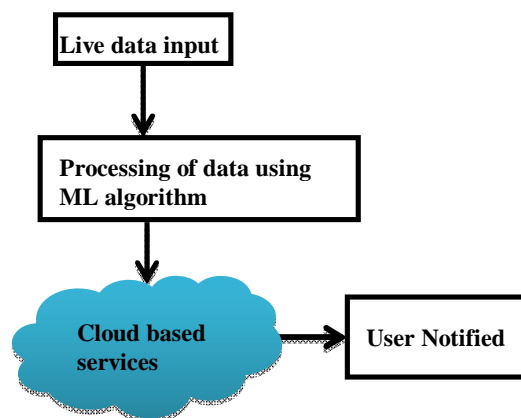 Live data input
Processing of data using
ML algorithm
Cloud based
services
User Notified